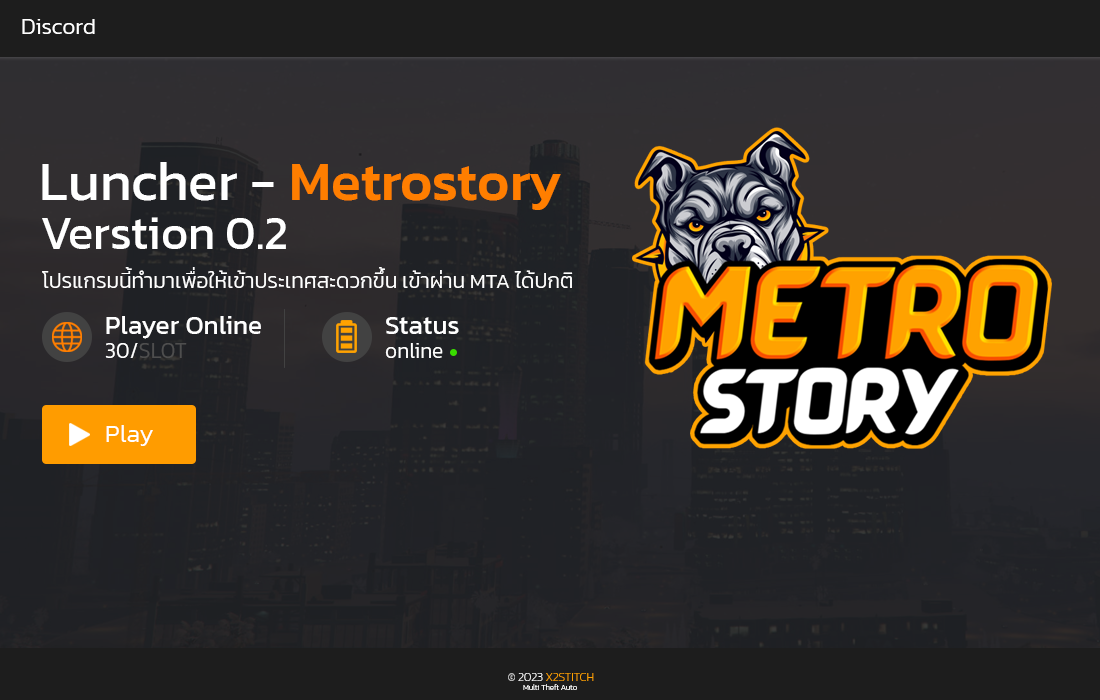 Discord
Luncher - Metrostory
Verstion 0.2
โปรแกรมนี้ทำมาเพื่อให้เข้าประเทศสะดวกขึ้น เข้าผ่าน MTA ได้ปกติ
Player Online
30/SLOT
Status
online
Play
METRO
STORY
© 2023 X2STITCH
Multi Theft Auto